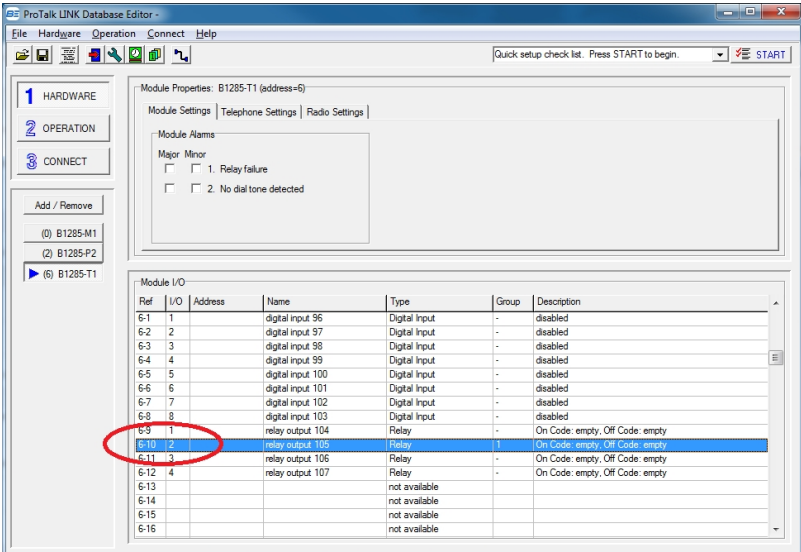 BE ProTalk LINK Database Editor -
File Hardware Operation Connect Help
Quick setup check list. Press START to begin. START
1 HARDWARE
2 OPERATION
3 CONNECT
Add / Remove
(0) B1285-M1
(2) B1285-P2
(6) B1285-T1
Module Properties: B1285-T1 (address=6)
Module Settings Telephone Settings Radio Settings
Module Alarms
Major Minor
1. Relay failure
2. No dial tone detected
Module I/O
Ref I/O Address Name Type Group Description
6-1 1 digital input 96 Digital Input - disabled
6-2 2 digital input 97 Digital Input - disabled
6-3 3 digital input 98 Digital Input - disabled
6-4 4 digital input 99 Digital Input - disabled
6-5 5 digital input 100 Digital Input - disabled
6-6 6 digital input 101 Digital Input - disabled
6-7 7 digital input 102 Digital Input - disabled
6-8 8 digital input 103 Digital Input - disabled
6-9 1 relay output 104 Relay - On Code: empty, Off Code: empty
6-10 2 relay output 105 Relay 1 On Code: empty, Off Code: empty
6-11 3 relay output 106 Relay - On Code: empty, Off Code: empty
6-12 4 relay output 107 Relay - On Code: empty, Off Code: empty
6-13 not available
6-14 not available
6-15 not available
6-16 not available